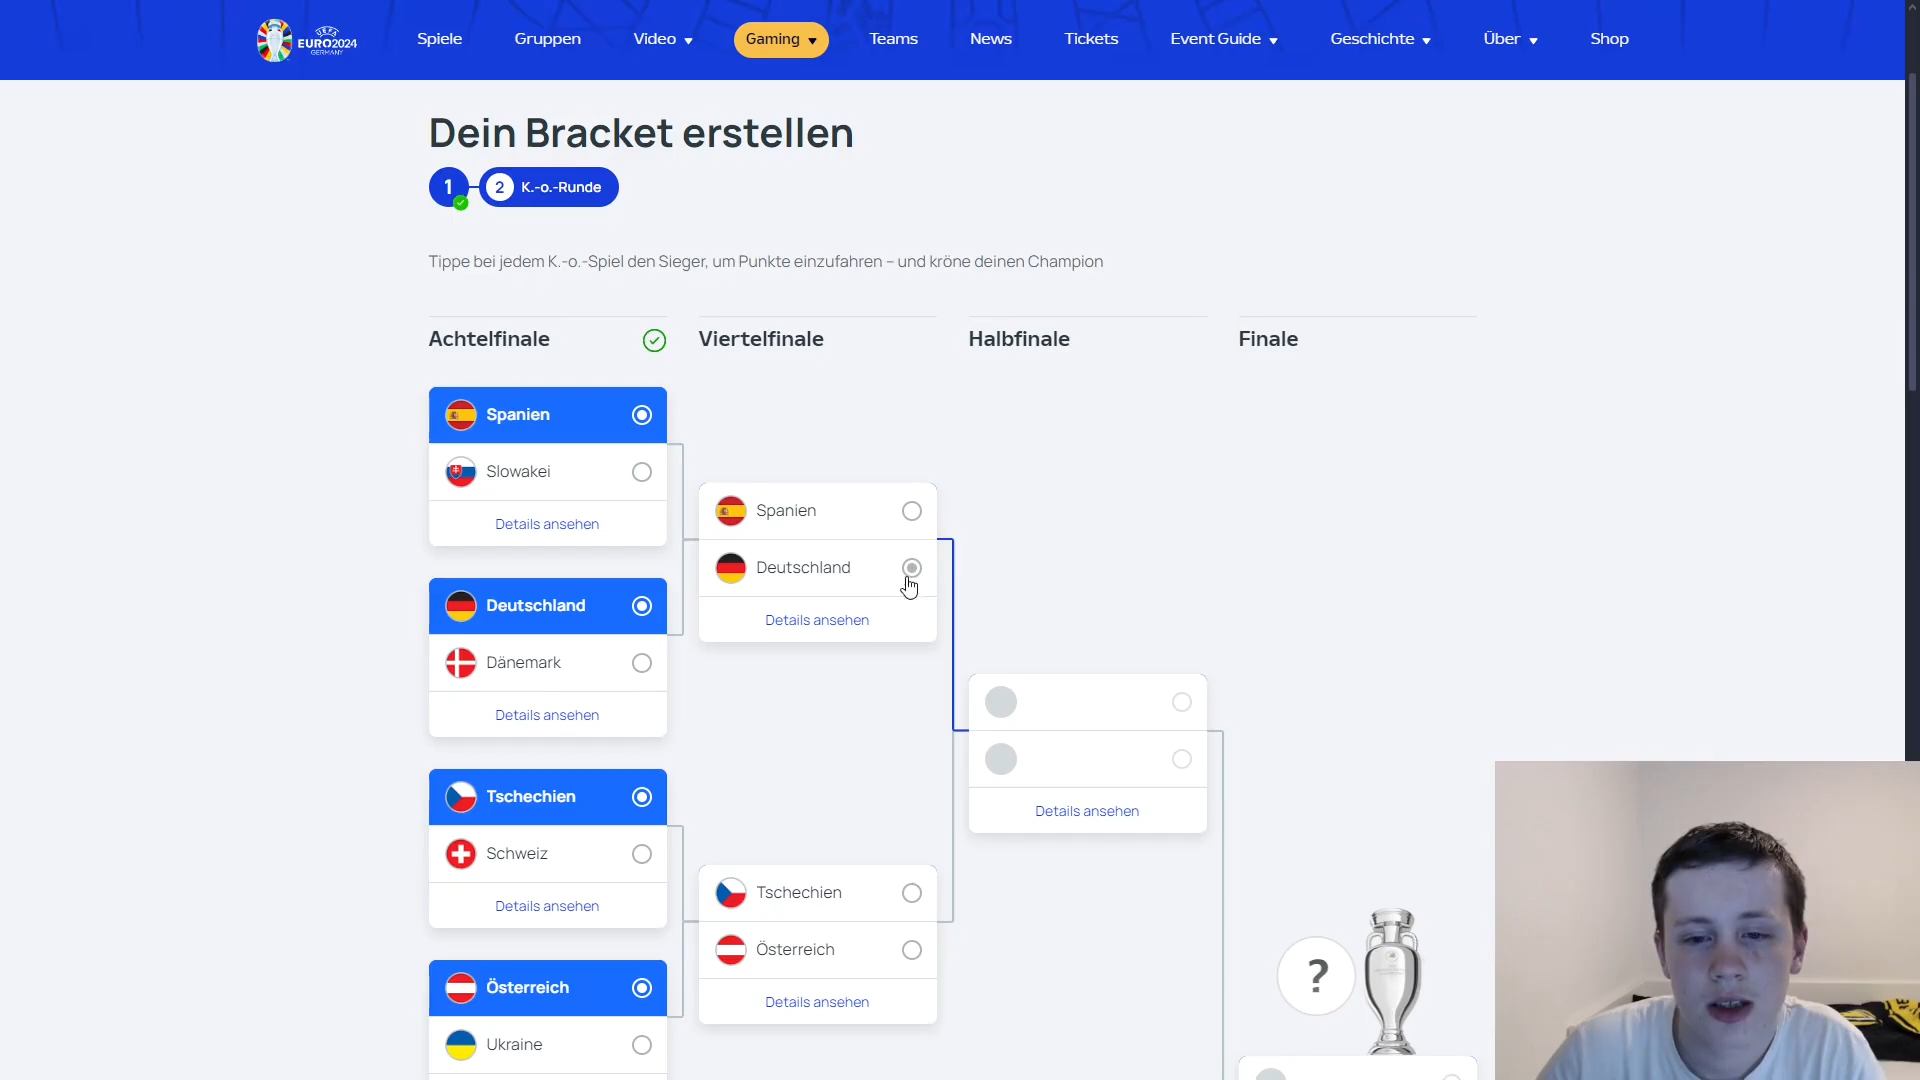 UEFA
EURO2024
GERMANY
Spiele
Gruppen
Video
Gaming
Teams
News
Tickets
Event Guide
Geschichte
Über
Shop
Dein Bracket erstellen
1
2 K.-o.-Runde
Tippe bei jedem K.-o.-Spiel den Sieger, um Punkte einzufahren – und kröne deinen Champion
Achtelfinale
Viertelfinale
Halbfinale
Finale
Spanien
Slowakei
Details ansehen
Deutschland
Dänemark
Details ansehen
Tschechien
Schweiz
Details ansehen
Österreich
Ukraine
Spanien
Deutschland
Details ansehen
Tschechien
Österreich
Details ansehen
Details ansehen
?